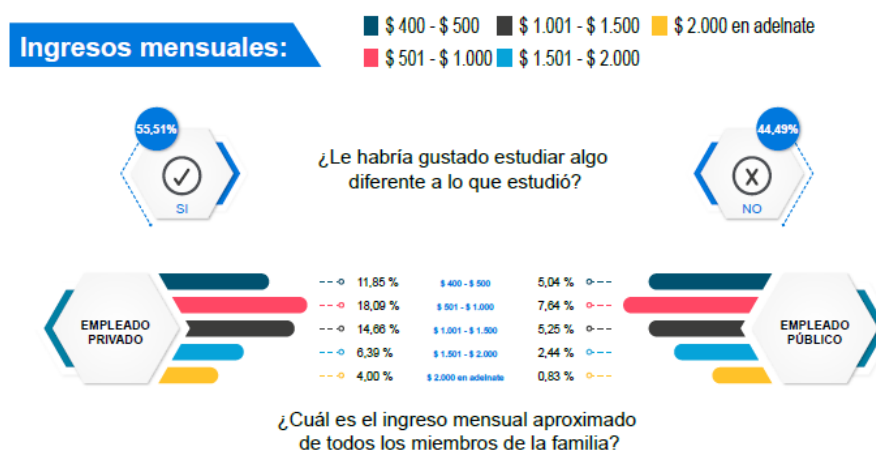 Ingresos mensuales:
$ 400 - $ 500
$ 1.001 - $ 1.500
$ 2.000 en adelnate
$ 501 - $ 1.000
$ 1.501 - $ 2.000
55,51%
SI
¿Le habría gustado estudiar algo
diferente a lo que estudió?
44,49%
X
NO
EMPLEADO
PRIVADO
11,85 % $ 400 - $ 500 5,04 %
18,09 % $ 501 - $ 1.000 7,64 %
14,66 % $ 1.001 - $ 1.500 5,25 %
6,39 % $ 1.501 - $ 2.000 2,44 %
4,00 % $ 2.000 en adelnate 0,83 %
EMPLEADO
PÚBLICO
¿Cuál es el ingreso mensual aproximado
de todos los miembros de la familia?